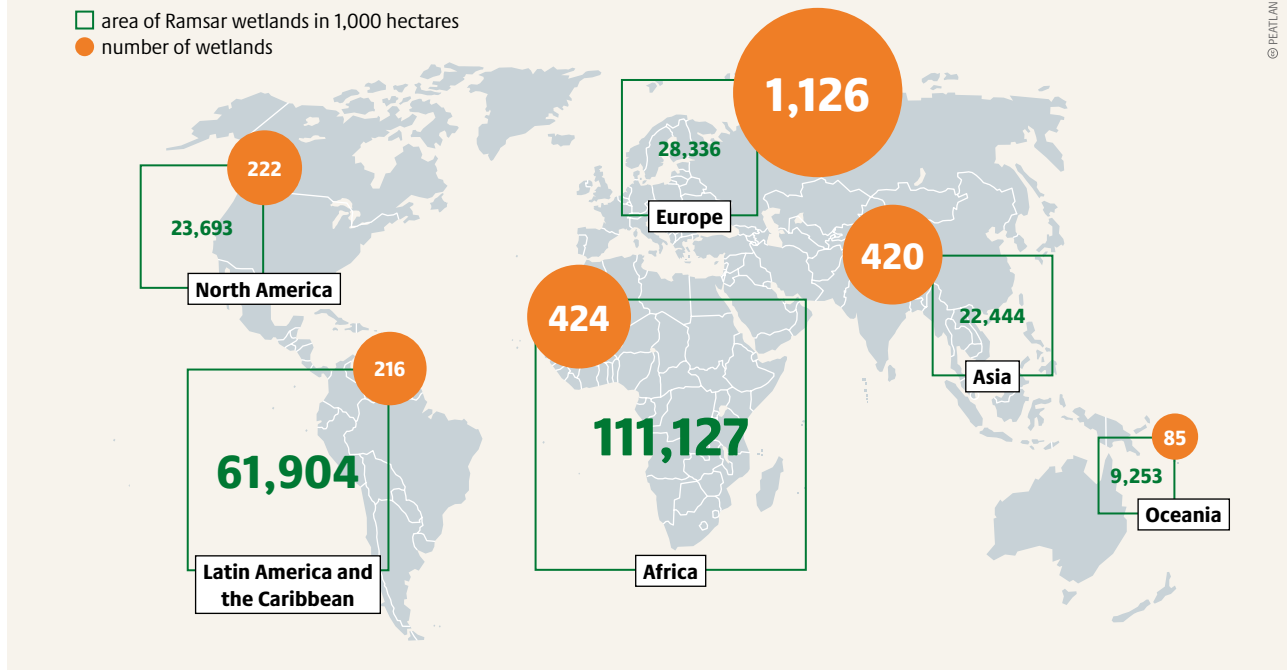 area of Ramsar wetlands in 1,000 hectares
number of wetlands
© PEATLAN
1,126
28,336
Europe
222
23,693
North America
420
22,444
Asia
424
111,127
Africa
216
61,904
Latin America and
the Caribbean
85
9,253
Oceania